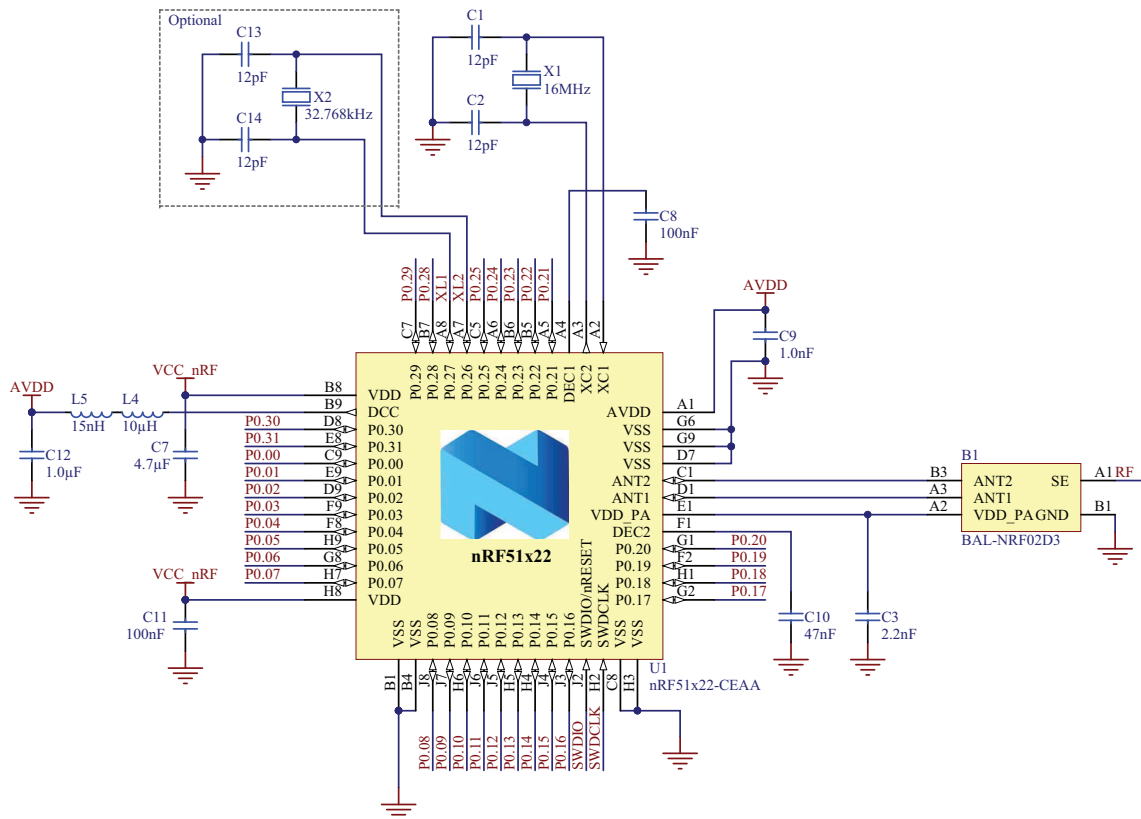 Optional
C13
12pF
X2
32.768kHz
C14
12pF
C1
12pF
X1
16MHz
C2
12pF
C8
100nF
P0.29
P0.28
XL1
XL2
P0.25
P0.24
P0.23
P0.22
P0.21
C7
B7
A8
A7
C5
A6
B6
B5
A5
A4
A3
A2
P0.29
P0.28
P0.27
P0.26
P0.25
P0.24
P0.23
P0.22
P0.21
DEC1
XC2
XC1
AVDD
C9
1.0nF
AVDD
L5
15nH
L4
10µH
VCC_nRF
C12
1.0µF
C7
4.7µF
B8 VDD
B9 DCC
P0.30 D8 P0.30
P0.31 E8 P0.31
P0.00 C9 P0.00
P0.01 E9 P0.01
P0.02 D9 P0.02
P0.03 F9 P0.03
P0.04 F8 P0.04
P0.05 H9 P0.05
P0.06 G8 P0.06
P0.07 H7 P0.07
VCC_nRF
H8 VDD
C11
100nF
nRF51x22
AVDD A1
VSS G6
VSS G9
VSS D7
ANT2 C1
ANT1 D1
VDD_PA E1
DEC2 F1
P0.20 G1 P0.20
P0.19 F2 P0.19
P0.18 H1 P0.18
P0.17 G2 P0.17
B1
B3 ANT2 SE A1 RF
A3 ANT1
A2 VDD_PA GND B1
BAL-NRF02D3
C10
47nF
C3
2.2nF
VSS
VSS
P0.08
P0.09
P0.10
P0.11
P0.12
P0.13
P0.14
P0.15
P0.16
SWDIO/nRESET
SWDCLK
VSS
VSS
U1
nRF51x22-CEAA
B1
B4
J8
J7
H6
J6
J5
H5
H4
J4
J3
J2
H2
C8
H3
P0.08
P0.09
P0.10
P0.11
P0.12
P0.13
P0.14
P0.15
P0.16
SWDIO
SWDCLK